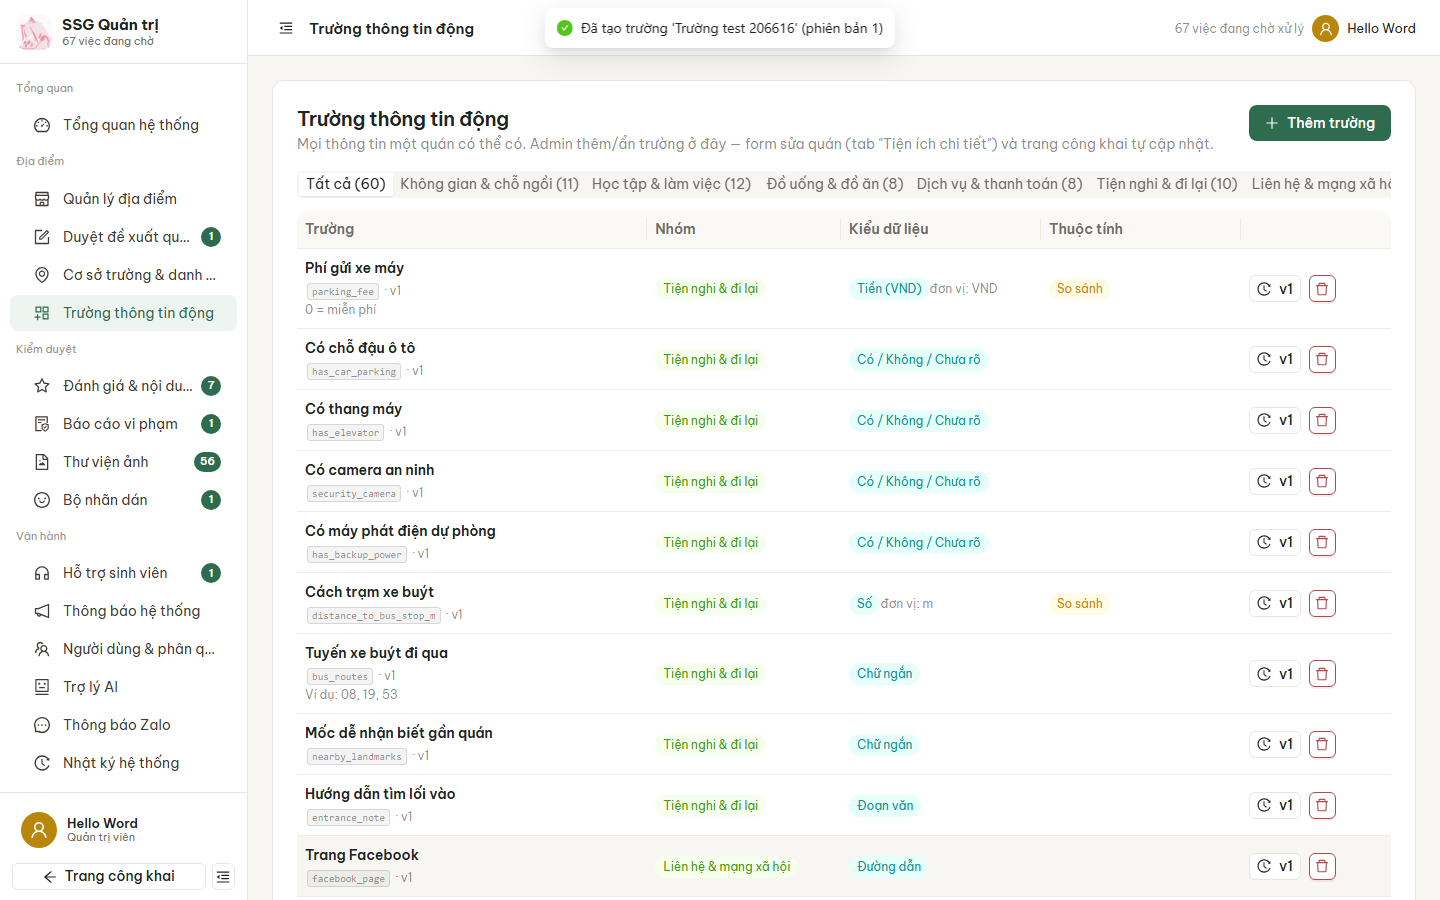 SSG Quản trị
67 việc đang chờ
Tổng quan
Tổng quan hệ thống
Địa điểm
Quản lý địa điểm
Duyệt đề xuất qu... 1
Cơ sở trường & danh ...
Trường thông tin động
Kiểm duyệt
Đánh giá & nội du... 7
Báo cáo vi phạm 1
Thư viện ảnh 56
Bộ nhãn dán 1
Vận hành
Hỗ trợ sinh viên 1
Thông báo hệ thống
Người dùng & phân q...
Trợ lý AI
Thông báo Zalo
Nhật ký hệ thống
Hello Word
Quản trị viên
Trang công khai
Trường thông tin động
Đã tạo trường 'Trường test 206616' (phiên bản 1)
67 việc đang chờ xử lý
Hello Word
Trường thông tin động
Mọi thông tin một quán có thể có. Admin thêm/ẩn trường ở đây — form sửa quán (tab "Tiện ích chi tiết") và trang công khai tự cập nhật.
Thêm trường
Tất cả (60) Không gian & chỗ ngồi (11) Học tập & làm việc (12) Đồ uống & đồ ăn (8) Dịch vụ & thanh toán (8) Tiện nghi & đi lại (10) Liên hệ & mạng xã hộ
Trường Nhóm Kiểu dữ liệu Thuộc tính
Phí gửi xe máy
parking_fee · v1
0 = miễn phí
Tiện nghi & đi lại Tiền (VND) đơn vị: VND So sánh v1
Có chỗ đậu ô tô
has_car_parking · v1
Tiện nghi & đi lại Có / Không / Chưa rõ v1
Có thang máy
has_elevator · v1
Tiện nghi & đi lại Có / Không / Chưa rõ v1
Có camera an ninh
security_camera · v1
Tiện nghi & đi lại Có / Không / Chưa rõ v1
Có máy phát điện dự phòng
has_backup_power · v1
Tiện nghi & đi lại Có / Không / Chưa rõ v1
Cách trạm xe buýt
distance_to_bus_stop_m · v1
Tiện nghi & đi lại Số đơn vị: m So sánh v1
Tuyến xe buýt đi qua
bus_routes · v1
Ví dụ: 08, 19, 53
Tiện nghi & đi lại Chữ ngắn v1
Mốc dễ nhận biết gần quán
nearby_landmarks · v1
Tiện nghi & đi lại Chữ ngắn v1
Hướng dẫn tìm lối vào
entrance_note · v1
Tiện nghi & đi lại Đoạn văn v1
Trang Facebook
facebook_page · v1
Liên hệ & mạng xã hội Đường dẫn v1